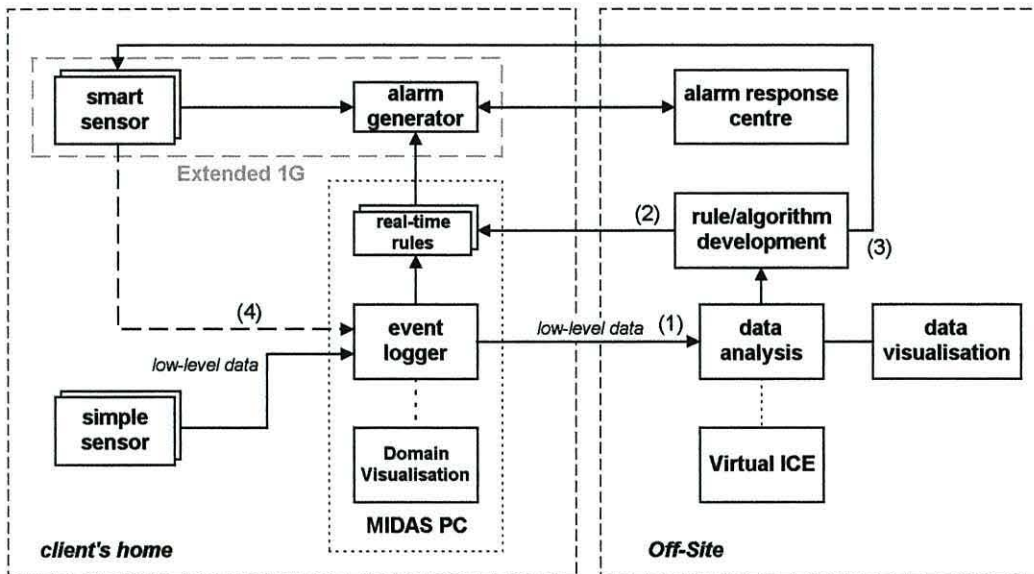 smart
sensor
alarm
generator
alarm response
centre
Extended 1G
real-time
rules
(2)
rule/algorithm
development
(3)
(4)
event
logger
low-level data
(1)
data
analysis
data
visualisation
low-level data
simple
sensor
Domain
Visualisation
Virtual ICE
MIDAS PC
client's home
Off-Site